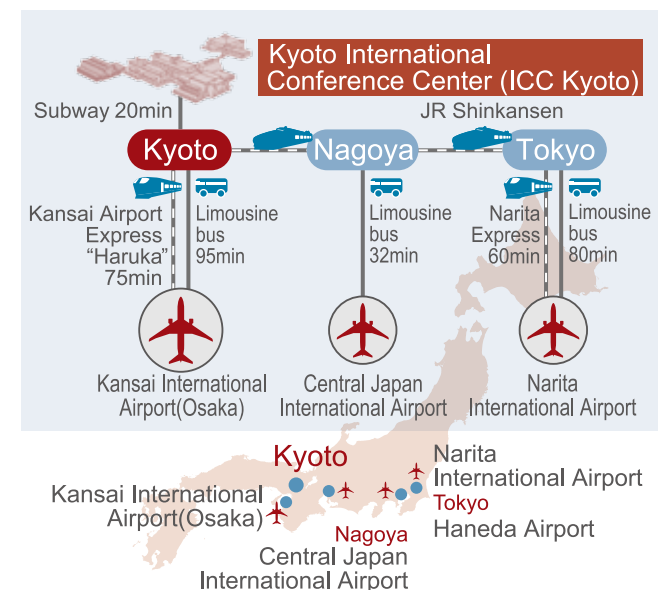 Kyoto International
Conference Center (ICC Kyoto)
Subway 20min
JR Shinkansen
Kyoto
Nagoya
Tokyo
Kansai Airport
Express
“Haruka”
75min
Limousine
bus
95min
Limousine
bus
32min
Narita
Express
60min
Limousine
bus
80min
Kansai International
Airport(Osaka)
Central Japan
International Airport
Narita
International Airport
Kyoto
Narita
International Airport
Kansai International
Airport(Osaka)
Tokyo
Haneda Airport
Nagoya
Central Japan
International Airport